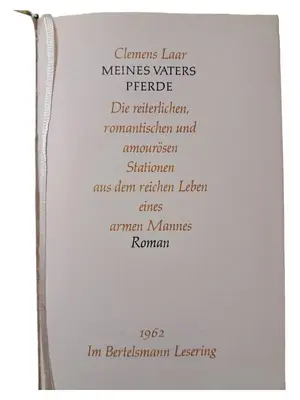 Clemens Laar
MEINES VATERS
PFERDE
Die reiterlichen,
romantischen und
amourösen
Stationen
aus dem reichen Leben
eines
armen Mannes
Roman
1962
Im Bertelsmann Lesering